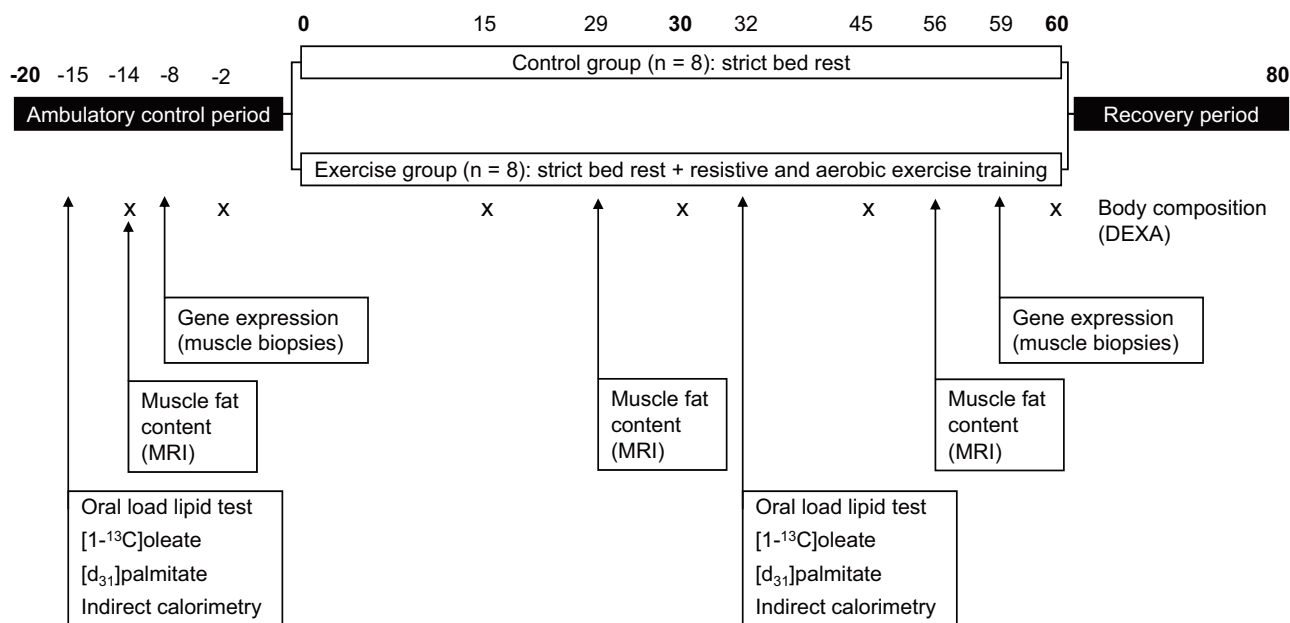 0 15 29 30 32 45 56 59 60
Control group (n = 8): strict bed rest
-20 -15 -14 -8 -2
80
Ambulatory control period
Recovery period
Exercise group (n = 8): strict bed rest + resistive and aerobic exercise training
x x x x x x
Body composition
(DEXA)
Gene expression
(muscle biopsies)
Gene expression
(muscle biopsies)
Muscle fat
content
(MRI)
Muscle fat
content
(MRI)
Muscle fat
content
(MRI)
Oral load lipid test
[1-¹³C]oleate
[d₃₁]palmitate
Indirect calorimetry
Oral load lipid test
[1-¹³C]oleate
[d₃₁]palmitate
Indirect calorimetry